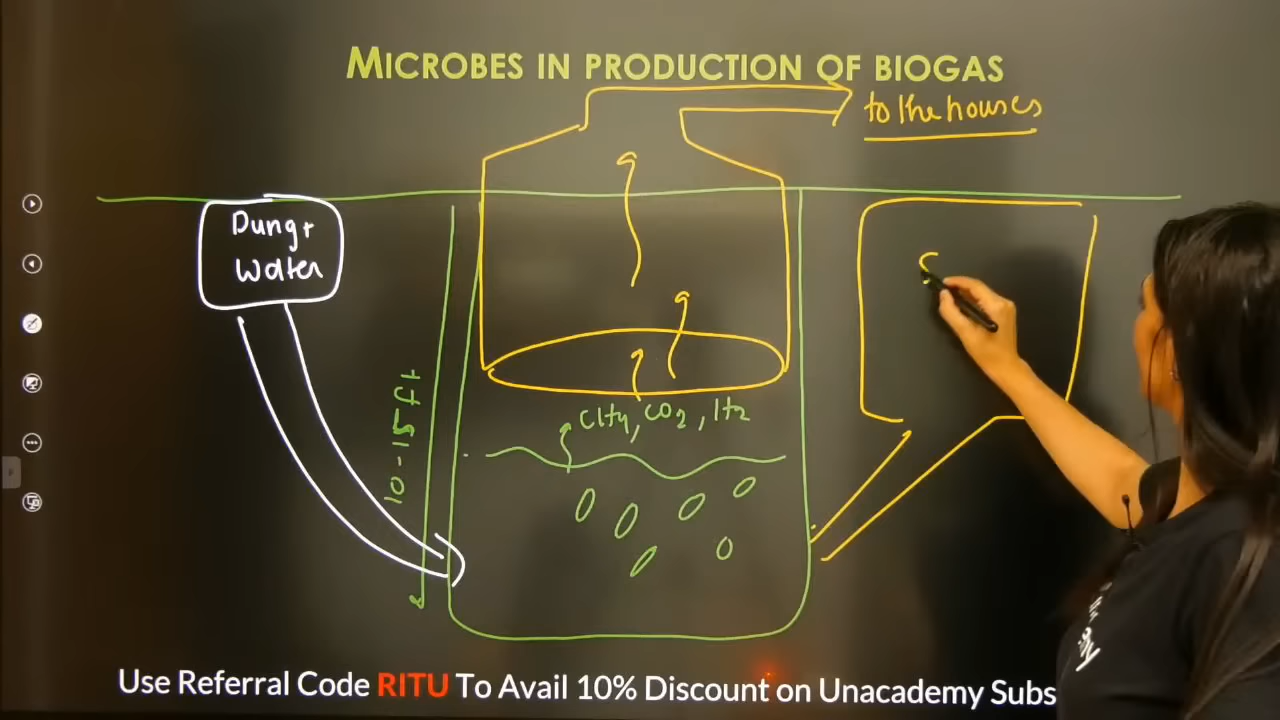 MICROBES IN PRODUCTION OF BIOGAS
to the houses
Dung +
Water
10-15 ft
CH4, CO2, H2
Use Referral Code RITU To Avail 10% Discount on Unacademy Subs